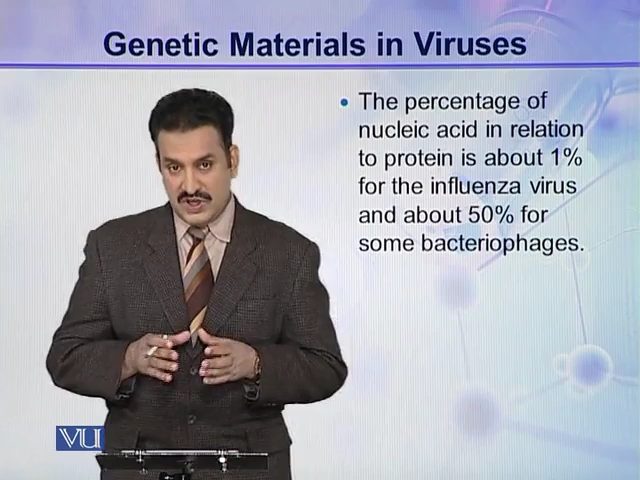 Genetic Materials in Viruses
• The percentage of
nucleic acid in relation
to protein is about 1%
for the influenza virus
and about 50% for
some bacteriophages.
VU